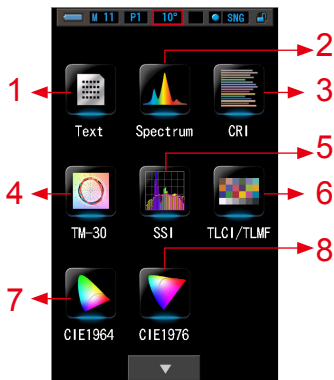 M 11 P1 10° SNG
2
1
3
Text Spectrum CRI
5
4
6
TM-30 SSI TLCI/TLMF
8
7
CIE1964 CIE1976